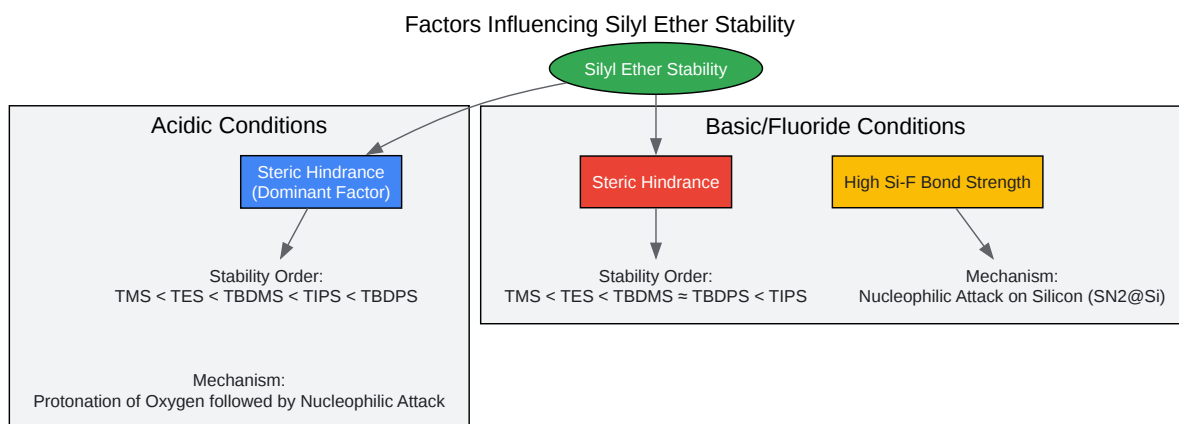 Factors Influencing Silyl Ether Stability
Silyl Ether Stability
Acidic Conditions
Steric Hindrance
(Dominant Factor)
Stability Order:
TMS < TES < TBDMS < TIPS < TBDPS
Mechanism:
Protonation of Oxygen followed by Nucleophilic Attack
Basic/Fluoride Conditions
Steric Hindrance
High Si-F Bond Strength
Stability Order:
TMS < TES < TBDMS ≈ TBDPS < TIPS
Mechanism:
Nucleophilic Attack on Silicon (SN2@Si)